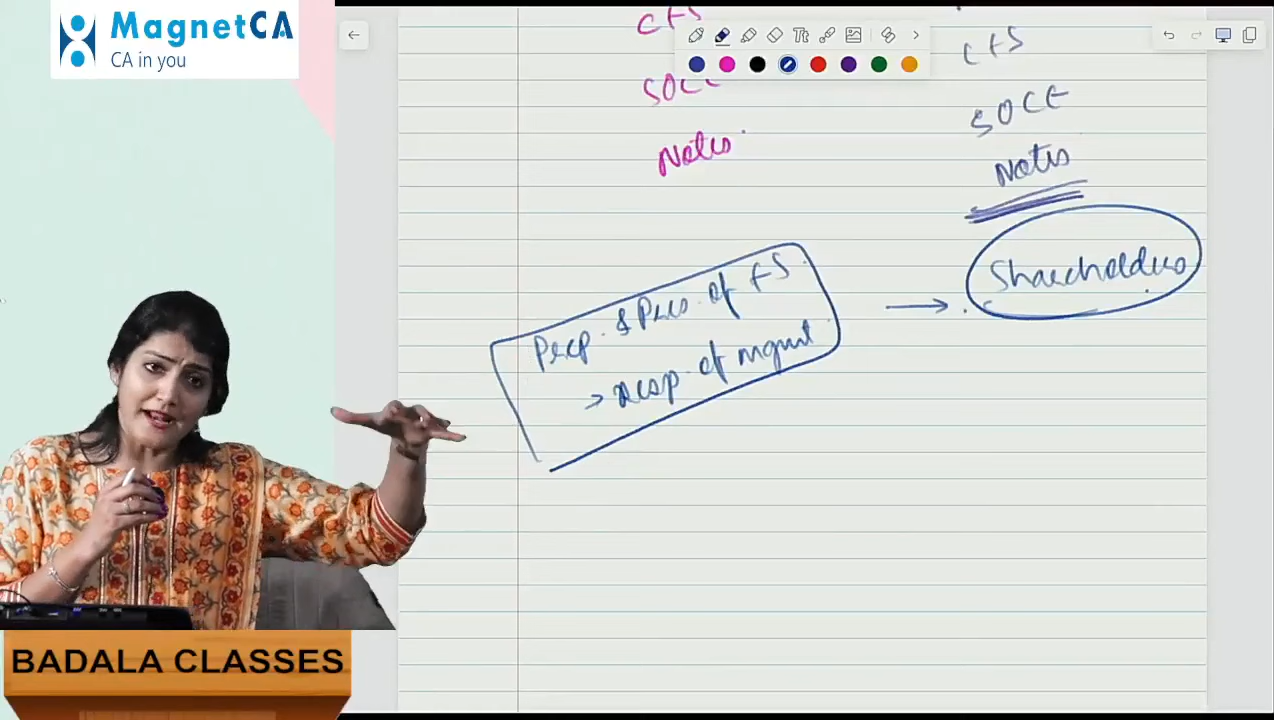 MagnetCA
CA in you
CFS
SOCE
Notes
Tt
CFS
SOCE
Notes
Shareholders
Prep. & Pres. of FS
→ resp. of mgmt
BADALA CLASSES